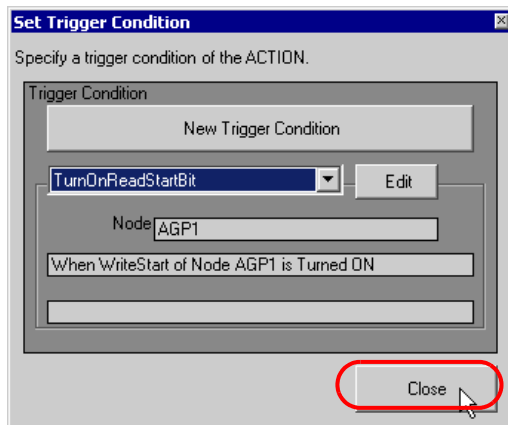 Set Trigger Condition
Specify a trigger condition of the ACTION.
Trigger Condition
New Trigger Condition
TurnOnReadStartBit
Edit
Node AGP1
When WriteStart of Node AGP1 is Turned ON
Close